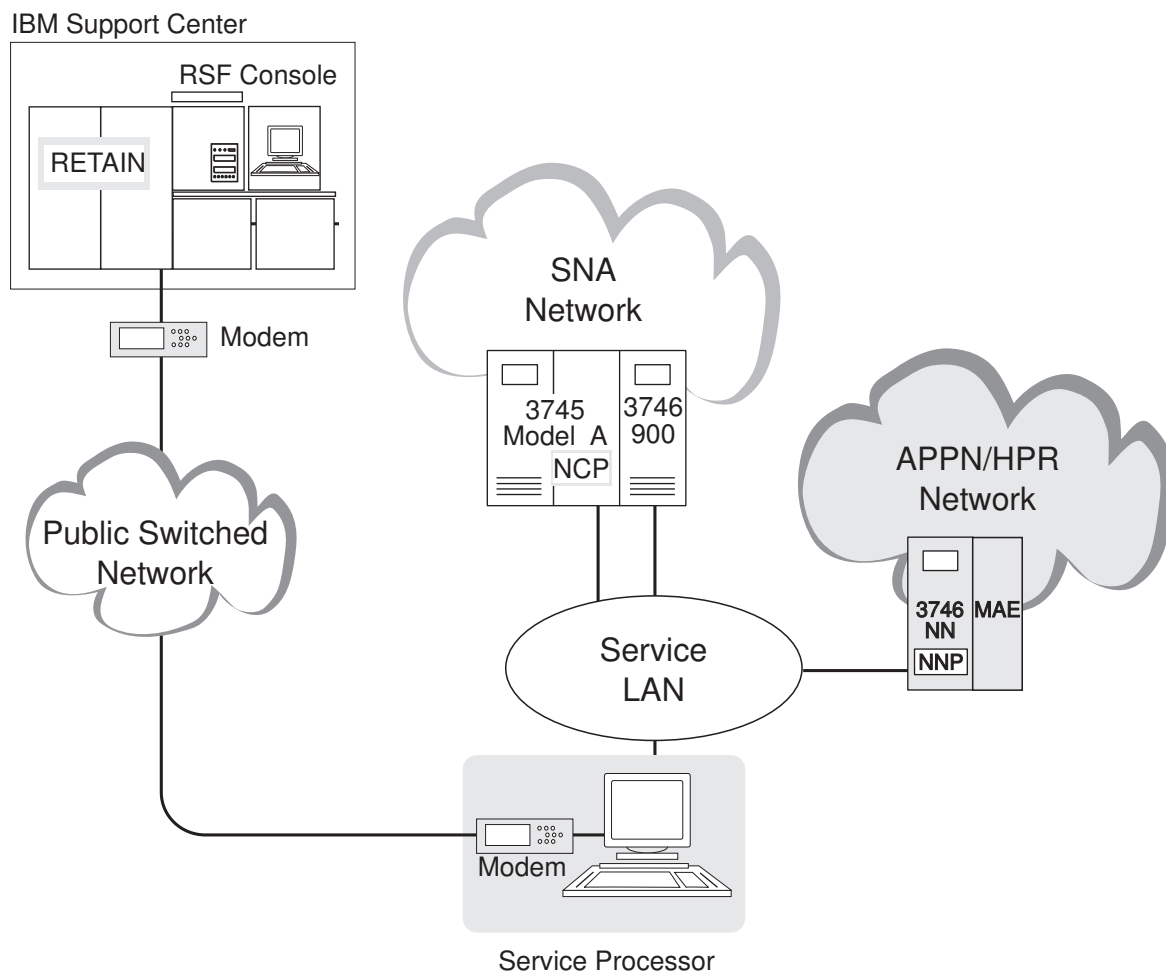 IBM Support Center
RSF Console
RETAIN
Modem
SNA
Network
3745
Model A
NCP
3746
900
APPN/HPR
Network
3746
NN
NNP
MAE
Public Switched
Network
Service
LAN
Modem
Service Processor